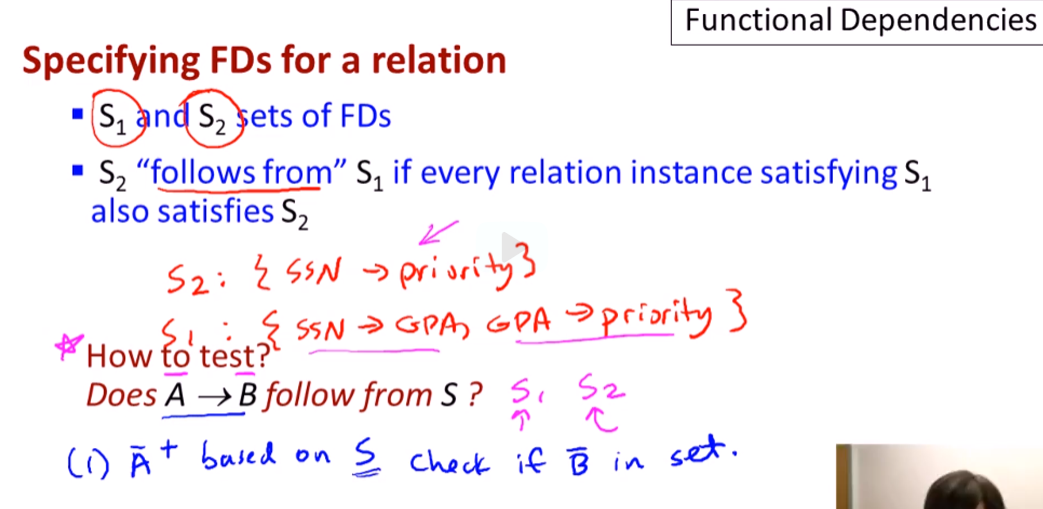 Functional Dependencies
Specifying FDs for a relation
▪ S₁ and S₂ sets of FDs
▪ S₂ “follows from” S₁ if every relation instance satisfying S₁
also satisfies S₂
S₂: { SSN → priority }
S₁: { SSN → GPA, GPA → priority }
How to test?
Does A → B follow from S ? S₁ S₂
(1) Ā⁺ based on S check if B̄ in set.